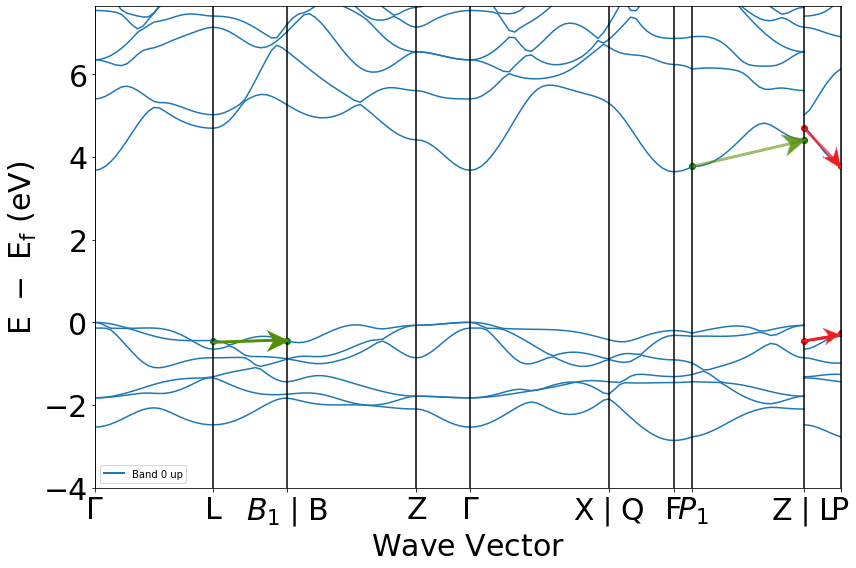 E − E_f (eV)
6
4
2
0
−2
−4
Band 0 up
Γ L B_1 | B Z Γ X | Q F P_1 Z | L P
Wave Vector